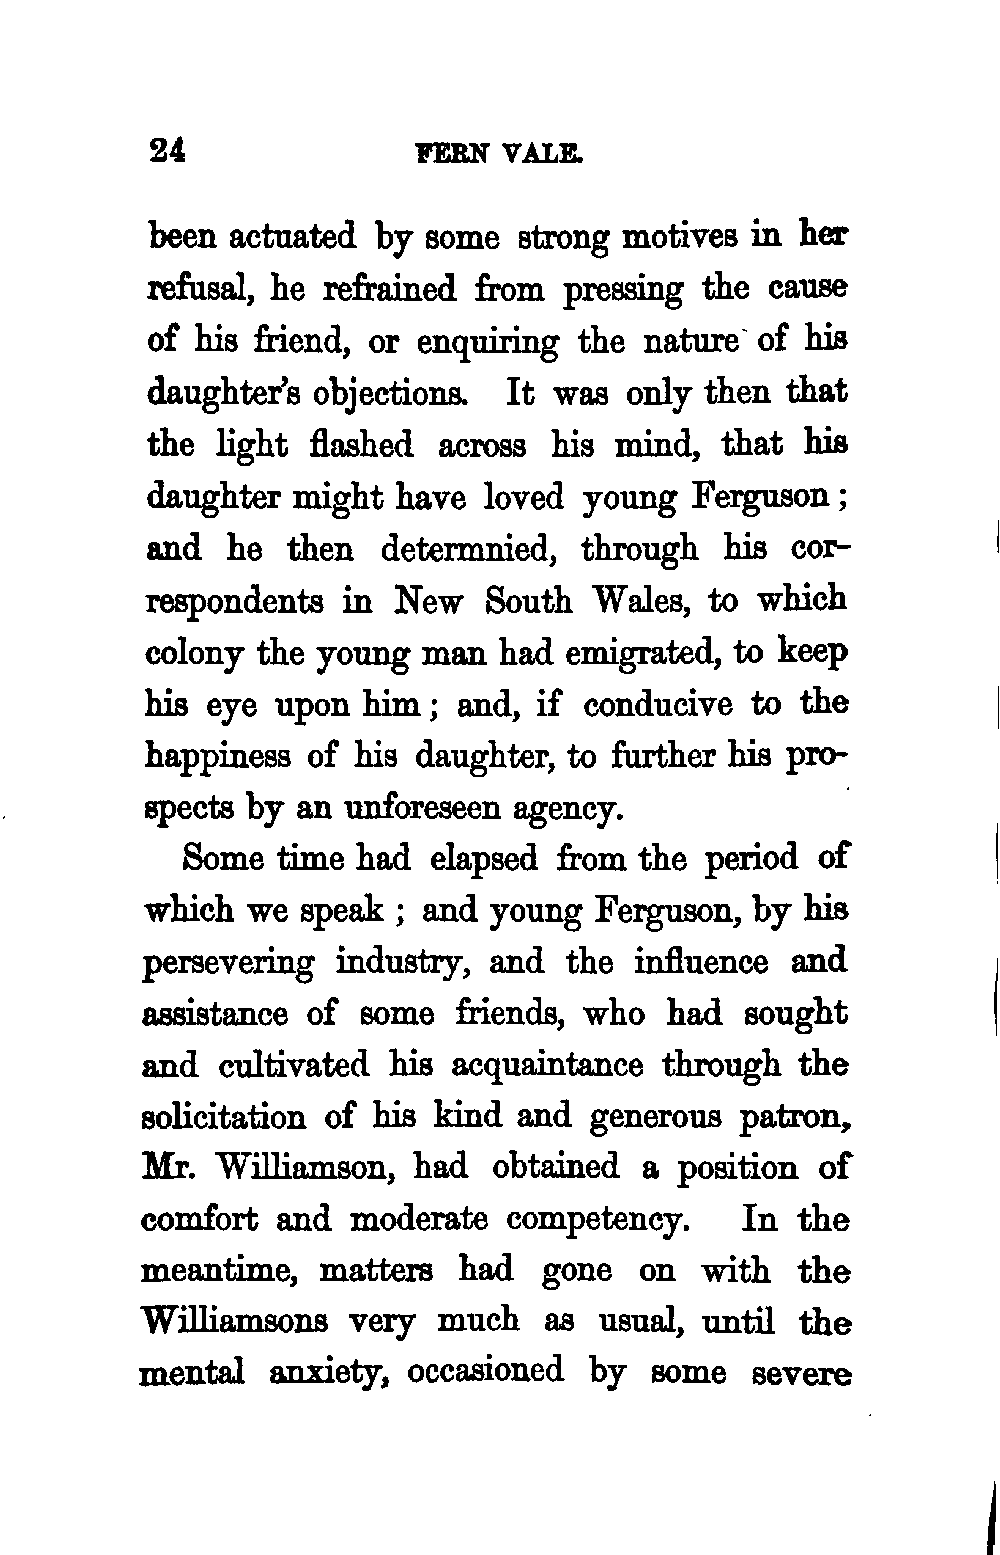 24 FERN VALE.
been actuated by some strong motives in her
refusal, he refrained from pressing the cause
of his friend, or enquiring the nature of his
daughter's objections. It was only then that
the light flashed across his mind, that his
daughter might have loved young Ferguson ;
and he then determnied, through his cor-
respondents in New South Wales, to which
colony the young man had emigrated, to keep
his eye upon him ; and, if conducive to the
happiness of his daughter, to further his pro-
spects by an unforeseen agency.
Some time had elapsed from the period of
which we speak ; and young Ferguson, by his
persevering industry, and the influence and
assistance of some friends, who had sought
and cultivated his acquaintance through the
solicitation of his kind and generous patron,
Mr. Williamson, had obtained a position of
comfort and moderate competency. In the
meantime, matters had gone on with the
Williamsons very much as usual, until the
mental anxiety, occasioned by some severe